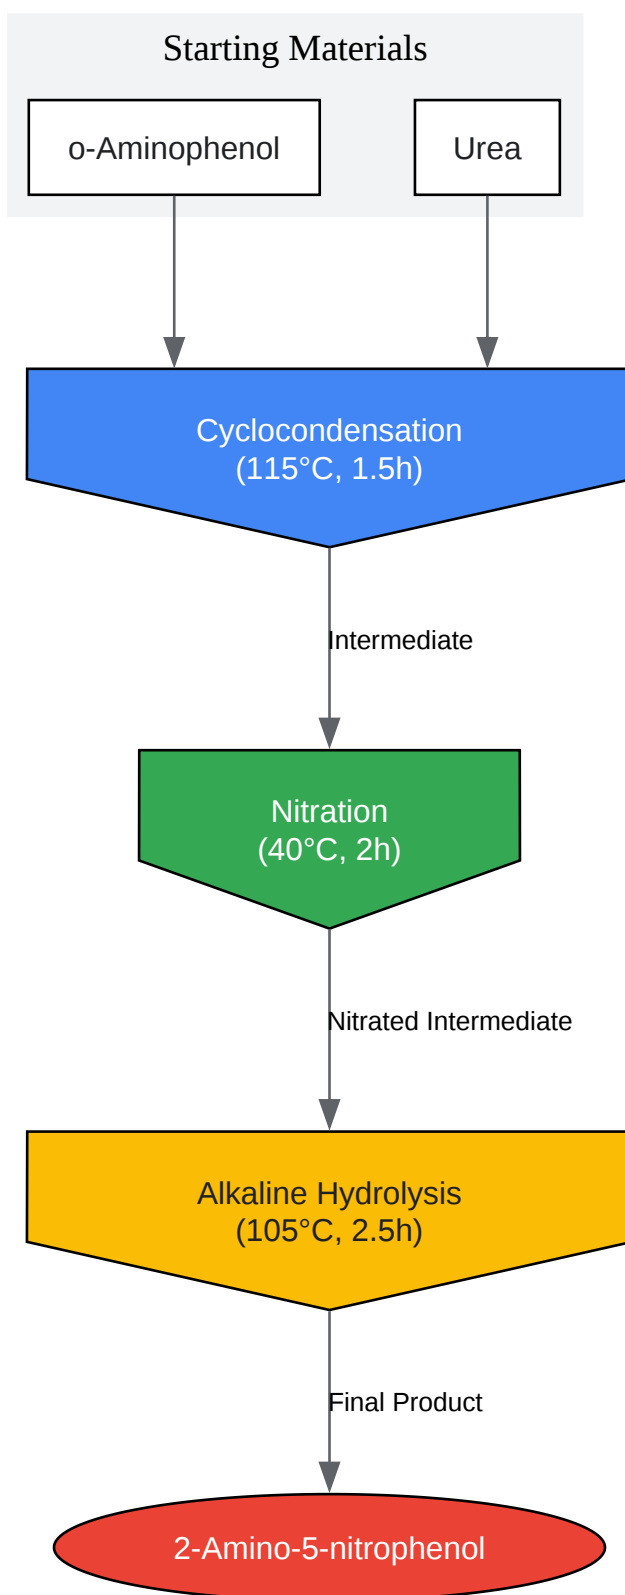 Starting Materials
o-Aminophenol
Urea
Cyclocondensation
(115°C, 1.5h)
Intermediate
Nitration
(40°C, 2h)
Nitrated Intermediate
Alkaline Hydrolysis
(105°C, 2.5h)
Final Product
2-Amino-5-nitrophenol